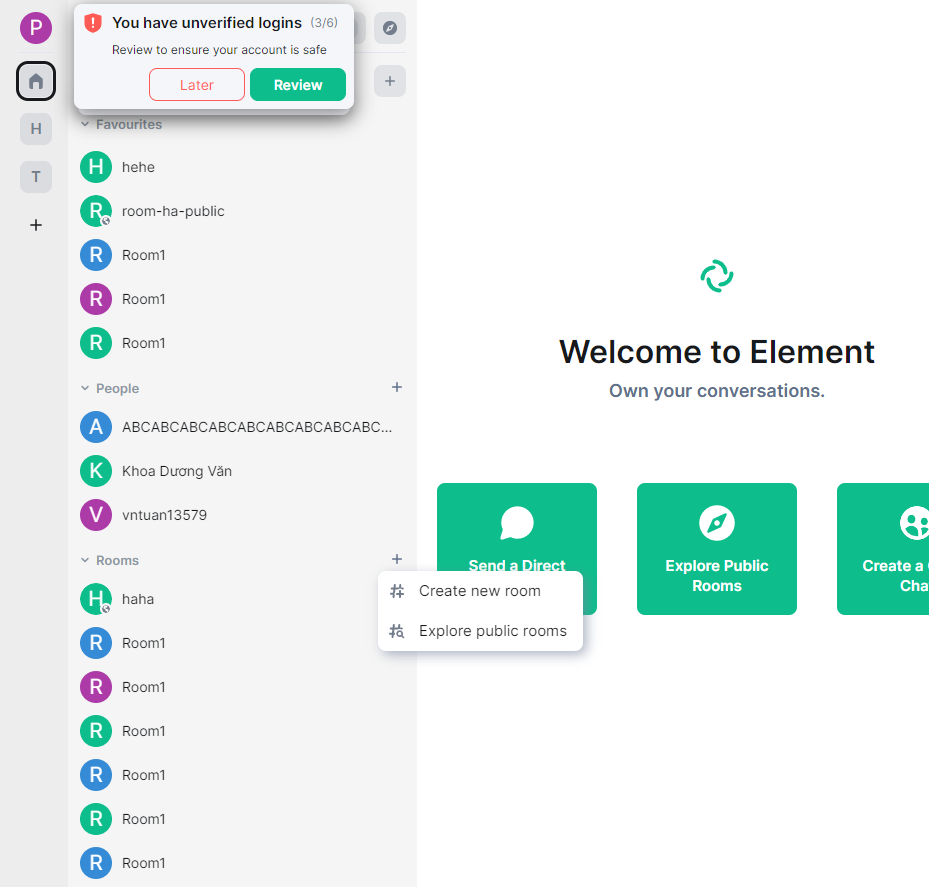 P
You have unverified logins (3/6)
Review to ensure your account is safe
Later
Review
H
T
Favourites
H hehe
R room-ha-public
R Room1
R Room1
R Room1
People
A ABCABCABCABCABCABCABCABCABC...
K Khoa Dương Văn
V vntuan13579
Rooms
H haha
R Room1
R Room1
R Room1
R Room1
R Room1
R Room1
Create new room
Explore public rooms
Welcome to Element
Own your conversations.
Send a Direct
Explore Public
Rooms
Create a
Cha